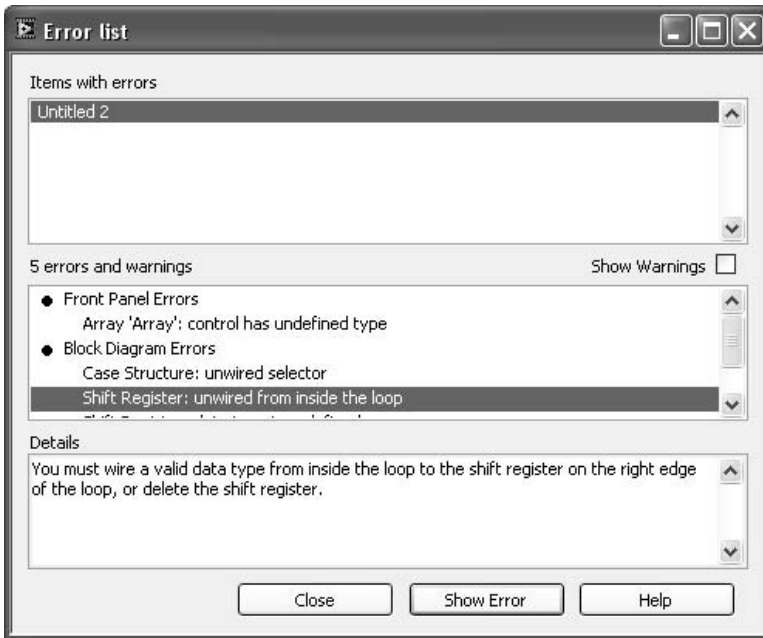 Error list
Items with errors
Untitled 2
5 errors and warnings Show Warnings
Front Panel Errors
Array 'Array': control has undefined type
Block Diagram Errors
Case Structure: unwired selector
Shift Register: unwired from inside the loop
Details
You must wire a valid data type from inside the loop to the shift register on the right edge
of the loop, or delete the shift register.
Close Show Error Help